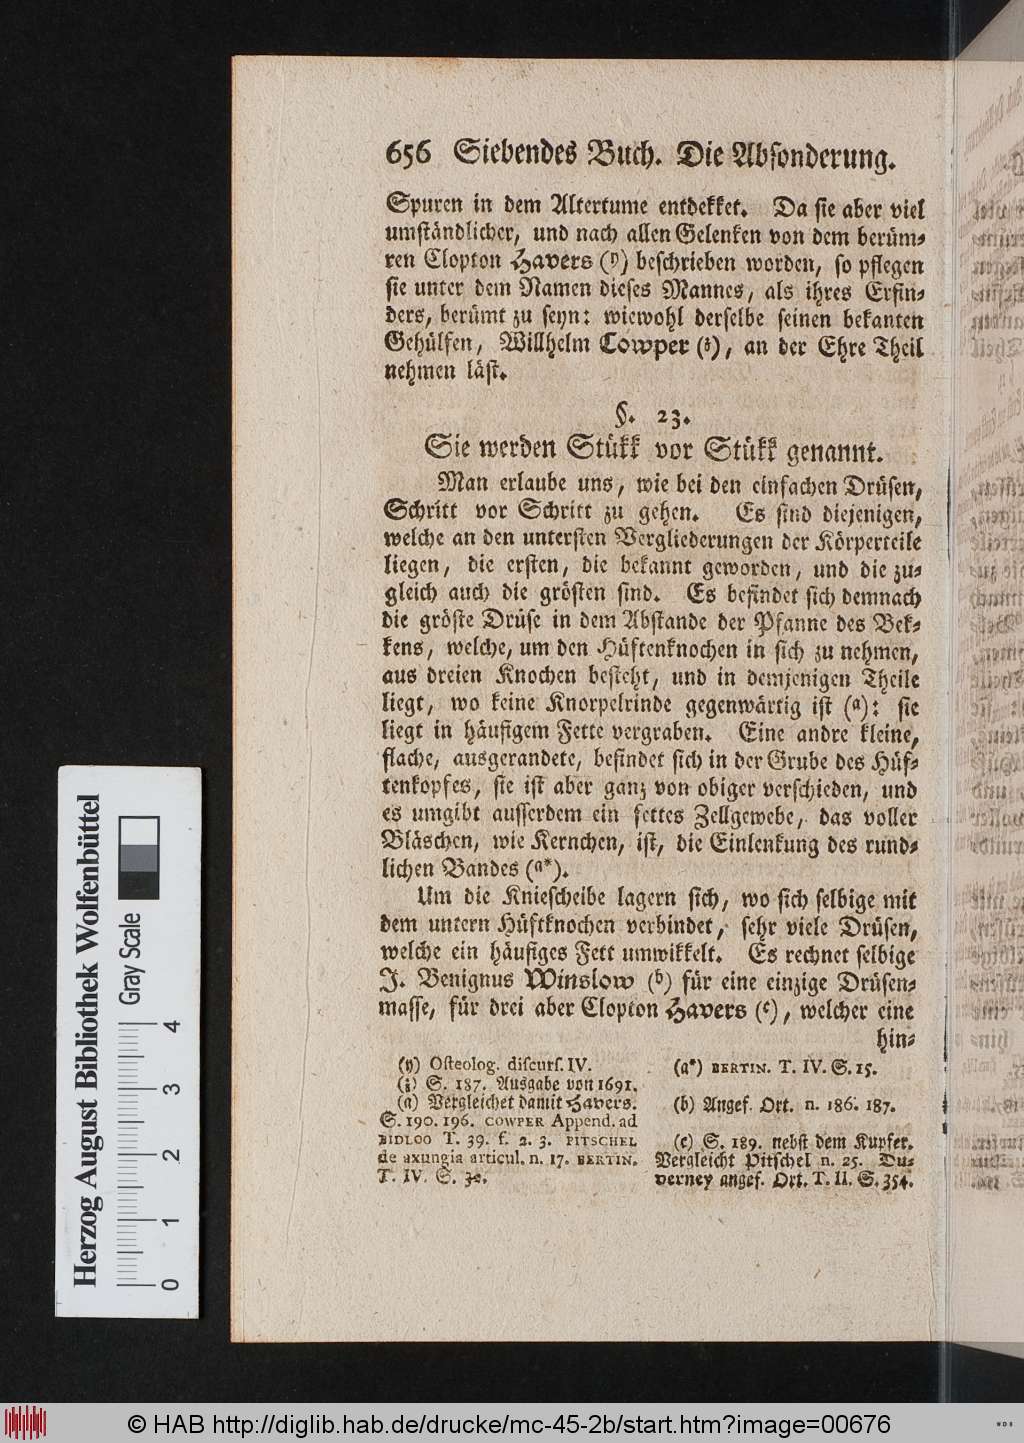 656 Siebendes Buch. Die Absonderung.
Spuren in dem Altertume entdekket. Da sie aber viel
umständlicher, und nach allen Gelenken von dem berüm-
ren Clopton Havers (y) beschrieben worden, so pflegen
sie unter dem Namen dieses Mannes, als ihres Erfin-
ders, berümt zu seyn: wiewohl derselbe seinen bekanten
Gehülfen, Willhelm Cowper (z), an der Ehre Theil
nehmen läst.
§. 23.
Sie werden Stükk vor Stükk genannt.
Man erlaube uns, wie bei den einfachen Drüsen,
Schritt vor Schritt zu gehen. Es sind diejenigen,
welche an den untersten Vergliederungen der Körperteile
liegen, die ersten, die bekannt geworden, und die zu-
gleich auch die grösten sind. Es befindet sich demnach
die gröste Drüse in dem Abstande der Pfanne des Bek-
kens, welche, um den Hüftenknochen in sich zu nehmen,
aus dreien Knochen besteht, und in demjenigen Theile
liegt, wo keine Knorpelrinde gegenwärtig ist (a): sie
liegt in häufigem Fette vergraben. Eine andre kleine,
flache, ausgerandete, befindet sich in der Grube des Hüf-
tenkopfes, sie ist aber ganz von obiger verschieden, und
es umgibt ausserdem ein fettes Zellgewebe, das voller
Bläschen, wie Kernchen, ist, die Einlenkung des rund-
lichen Bandes (a*).
Um die Kniescheibe lagern sich, wo sich selbige mit
dem untern Hüftknochen verbindet, sehr viele Drüsen,
welche ein häufiges Fett umwikkelt. Es rechnet selbige
J. Benignus Winslow (b) für eine einzige Drüsen-
masse, für drei aber Clopton Havers (c), welcher eine
hin-
(y) Osteolog. discurs. IV.
(z) S. 187. Ausgabe von 1691.
(a) Vergleichet damit Havers.
S. 190. 196. COWPER Append. ad
BIDLOO T. 39. f. 2. 3. PITSCHEL
de axungia articul. n. 17. BERTIN.
T. IV. S. 32.
(a*) BERTIN. T. IV. S. 15.
(b) Angef. Ort. n. 186. 187.
(c) S. 189. nebst dem Kupfer.
Vergleicht Pitschel n. 25. Du-
verney angef. Ort. T. II. S. 354.
Herzog August Bibliothek Wolfenbüttel
Gray Scale
0 1 2 3 4
© HAB http://diglib.hab.de/drucke/mc-45-2b/start.htm?image=00676